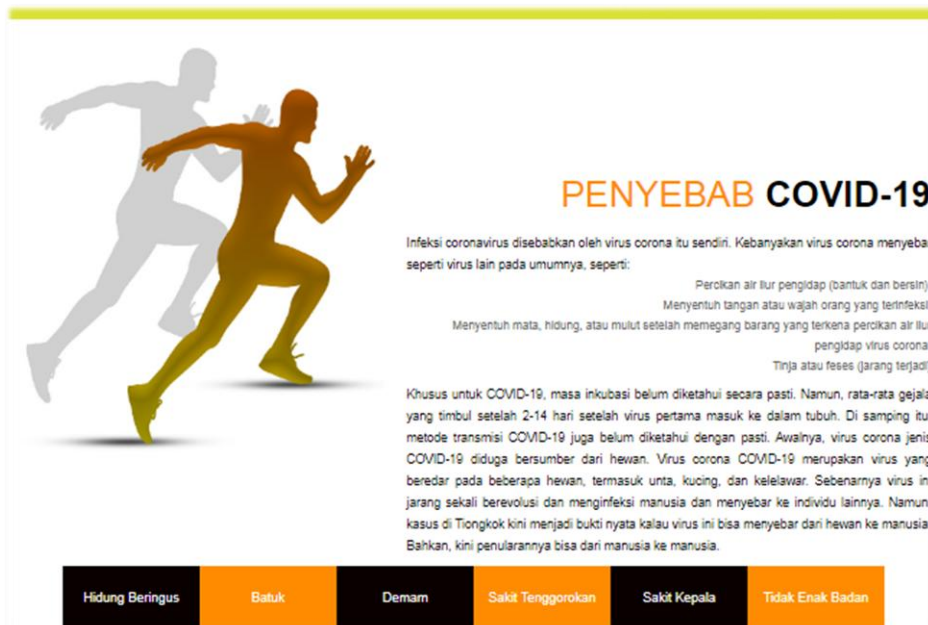 PENYEBAB COVID-19
Infeksi coronavirus disebabkan oleh virus corona itu sendiri. Kebanyakan virus corona menyebar
seperti virus lain pada umumnya, seperti:
Percikan air liur pengidap (bantuk dan bersin)
Menyentuh tangan atau wajah orang yang terinfeksi
Menyentuh mata, hidung, atau mulut setelah memegang barang yang terkena percikan air liu
pengidap virus corona
Tinja atau feses (jarang terjadi)
Khusus untuk COVID-19, masa inkubasi belum diketahui secara pasti. Namun, rata-rata gejala
yang timbul setelah 2-14 hari setelah virus pertama masuk ke dalam tubuh. Di samping itu
metode transmisi COVID-19 juga belum diketahui dengan pasti. Awalnya, virus corona jenis
COVID-19 diduga bersumber dari hewan. Virus corona COVID-19 merupakan virus yang
beredar pada beberapa hewan, termasuk unta, kucing, dan kelelawar. Sebenarnya virus in
jarang sekali berevolusi dan menginfeksi manusia dan menyebar ke individu lainnya. Namun
kasus di Tiongkok kini menjadi bukti nyata kalau virus ini bisa menyebar dari hewan ke manusia
Bahkan, kini penularannya bisa dari manusia ke manusia.
Hidung Beringus Batuk Demam Sakit Tenggorokan Sakit Kepala Tidak Enak Badan